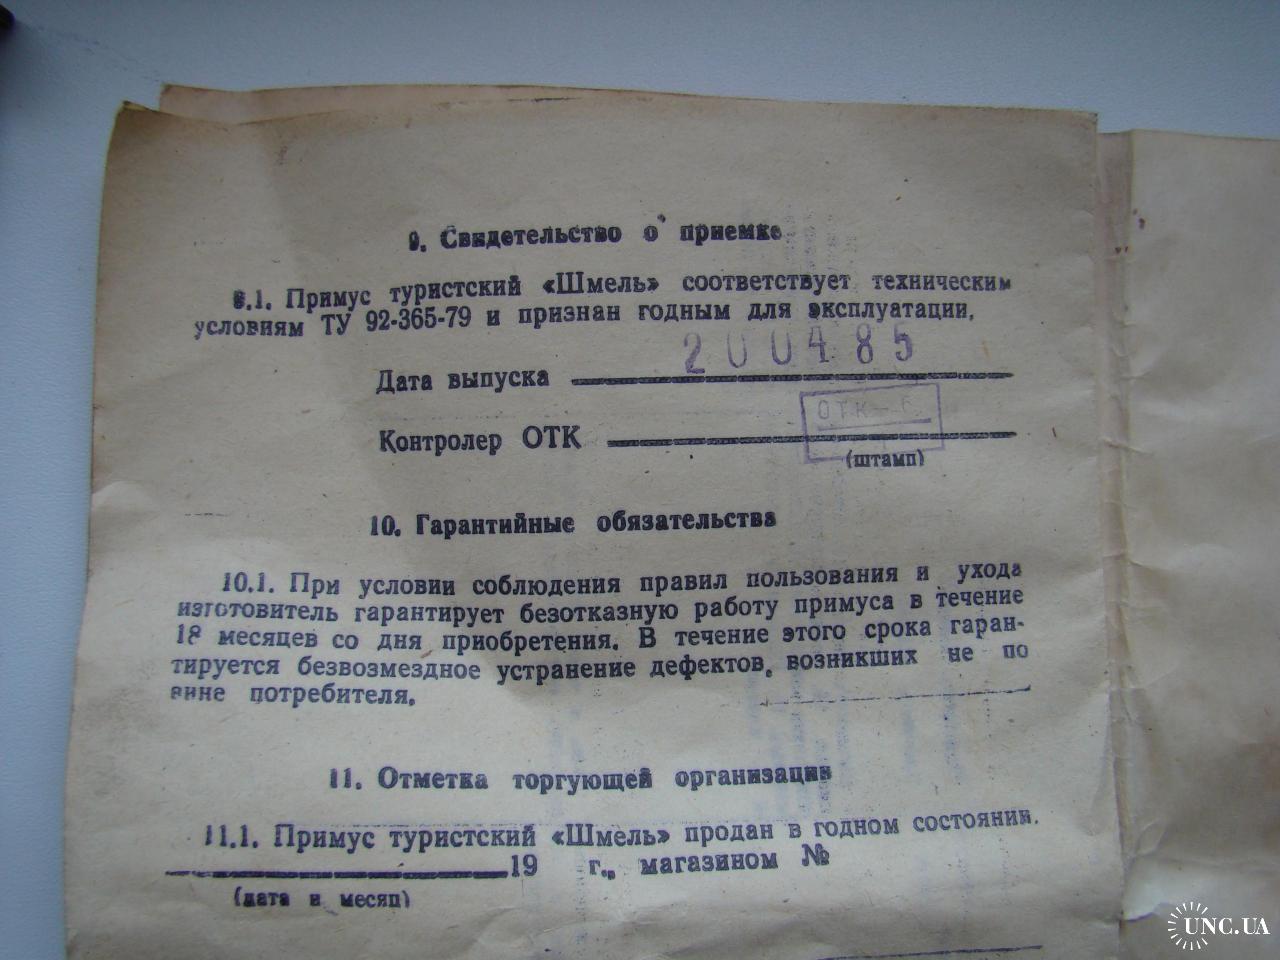 9. Свидетельство о приемке
9.1. Примус туристский «Шмель» соответствует техническим
условиям ТУ 92-365-79 и признан годным для эксплуатации.
200485
Дата выпуска
ОТК—
Контролер ОТК
(штамп)
10. Гарантийные обязательства
10.1. При условии соблюдения правил пользования и ухода
изготовитель гарантирует безотказную работу примуса в течение
18 месяцев со дня приобретения. В течение этого срока гаран-
тируется безвозмездное устранение дефектов, возникших не по
вине потребителя.
11. Отметка торгующей организации
11.1. Примус туристский «Шмель» продан в годном состоянии.
19 г., магазином №
(дата и месяц)
UNC.UA